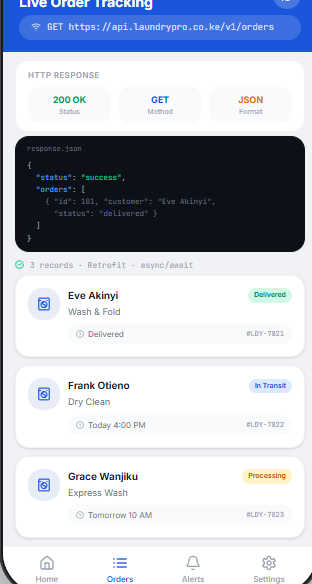 Live Order Tracking
GET https://api.laundrypro.co.ke/v1/orders
HTTP RESPONSE
200 OK
Status
GET
Method
JSON
Format
response.json
{
"status": "success",
"orders": [
{ "id": 101, "customer": "Eve Akinyi",
"status": "delivered" }
]
}
3 records · Retrofit · async/await
Eve Akinyi
Delivered
Wash & Fold
Delivered
#LDY-7821
Frank Otieno
In Transit
Dry Clean
Today 4:00 PM
#LDY-7822
Grace Wanjiku
Processing
Express Wash
Tomorrow 10 AM
#LDY-7823
Home
Orders
Alerts
Settings